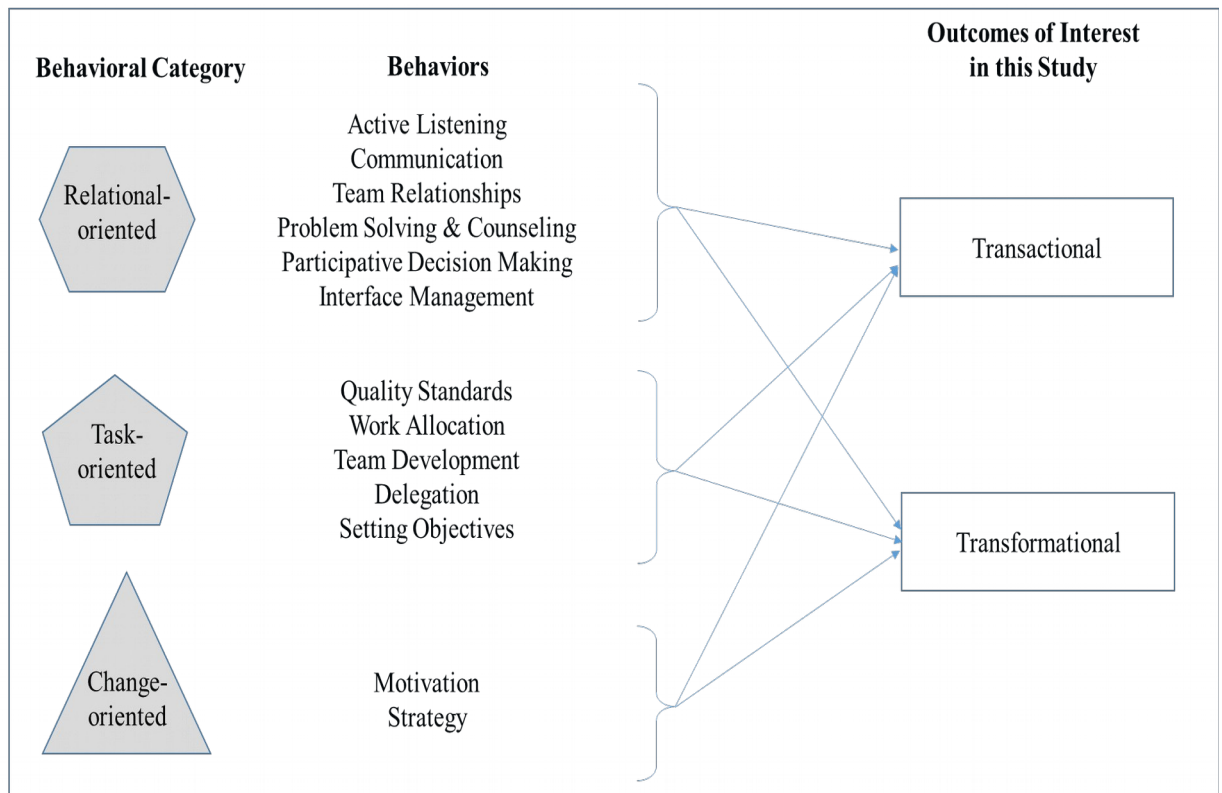 Behavioral Category
Behaviors
Outcomes of Interest
in this Study
Relational-
oriented
Active Listening
Communication
Team Relationships
Problem Solving & Counseling
Participative Decision Making
Interface Management
Transactional
Task-
oriented
Quality Standards
Work Allocation
Team Development
Delegation
Setting Objectives
Transformational
Change-
oriented
Motivation
Strategy